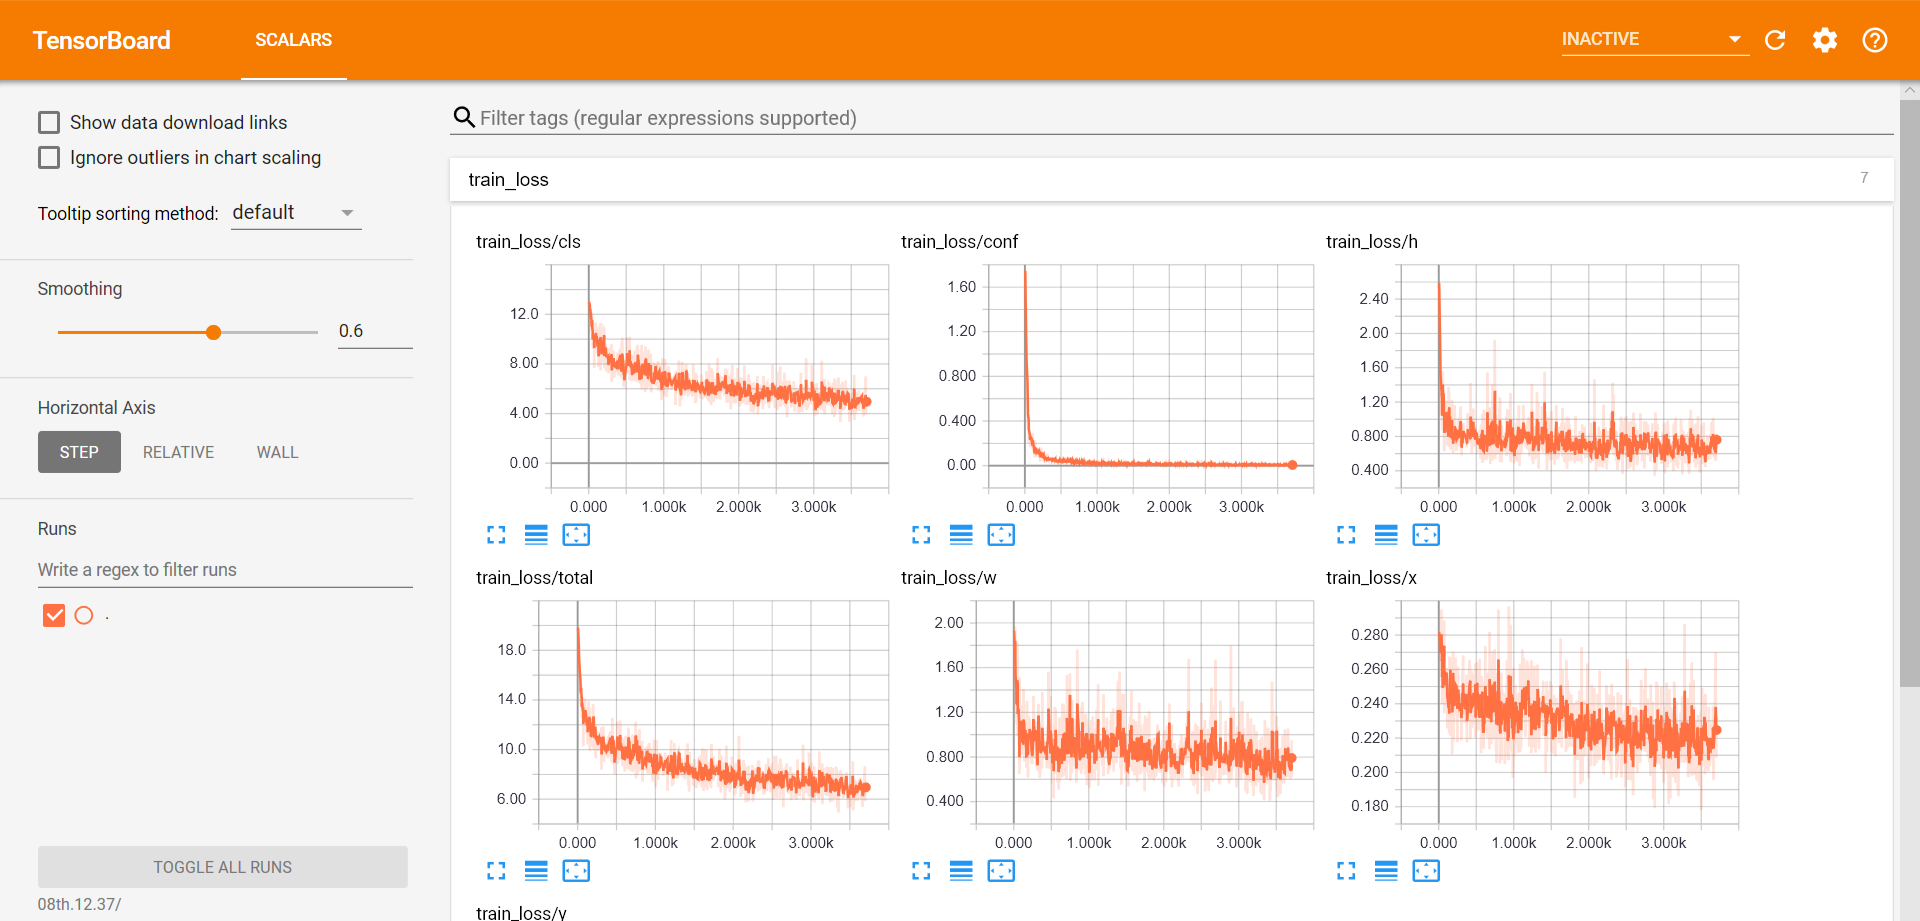 TensorBoard
SCALARS
INACTIVE
Show data download links
Ignore outliers in chart scaling
Tooltip sorting method: default
Smoothing
0.6
Horizontal Axis
STEP RELATIVE WALL
Runs
Write a regex to filter runs
.
TOGGLE ALL RUNS
08th.12.37/
Filter tags (regular expressions supported)
train_loss 7
train_loss/cls
12.0
8.00
4.00
0.00
0.000 1.000k 2.000k 3.000k
train_loss/conf
1.60
1.20
0.800
0.400
0.00
0.000 1.000k 2.000k 3.000k
train_loss/h
2.40
2.00
1.60
1.20
0.800
0.400
0.000 1.000k 2.000k 3.000k
train_loss/total
18.0
14.0
10.0
6.00
0.000 1.000k 2.000k 3.000k
train_loss/w
2.00
1.60
1.20
0.800
0.400
0.000 1.000k 2.000k 3.000k
train_loss/x
0.280
0.260
0.240
0.220
0.200
0.180
0.000 1.000k 2.000k 3.000k
train_loss/y